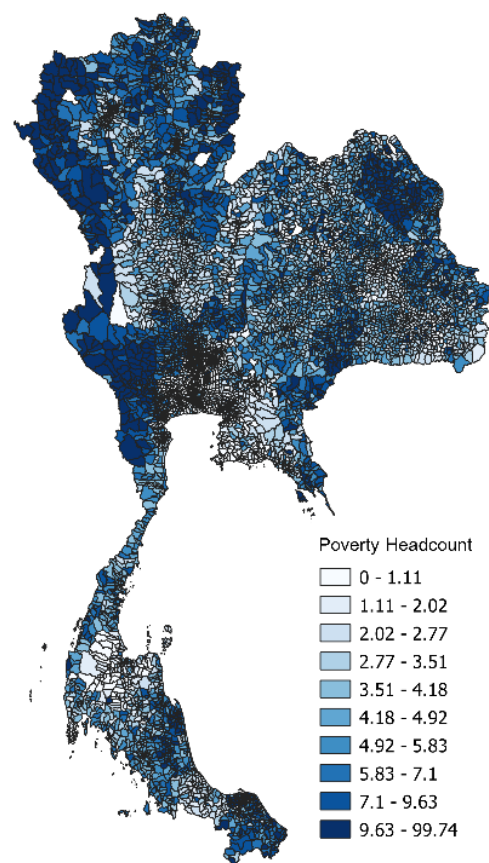 Poverty Headcount
0 - 1.11
1.11 - 2.02
2.02 - 2.77
2.77 - 3.51
3.51 - 4.18
4.18 - 4.92
4.92 - 5.83
5.83 - 7.1
7.1 - 9.63
9.63 - 99.74